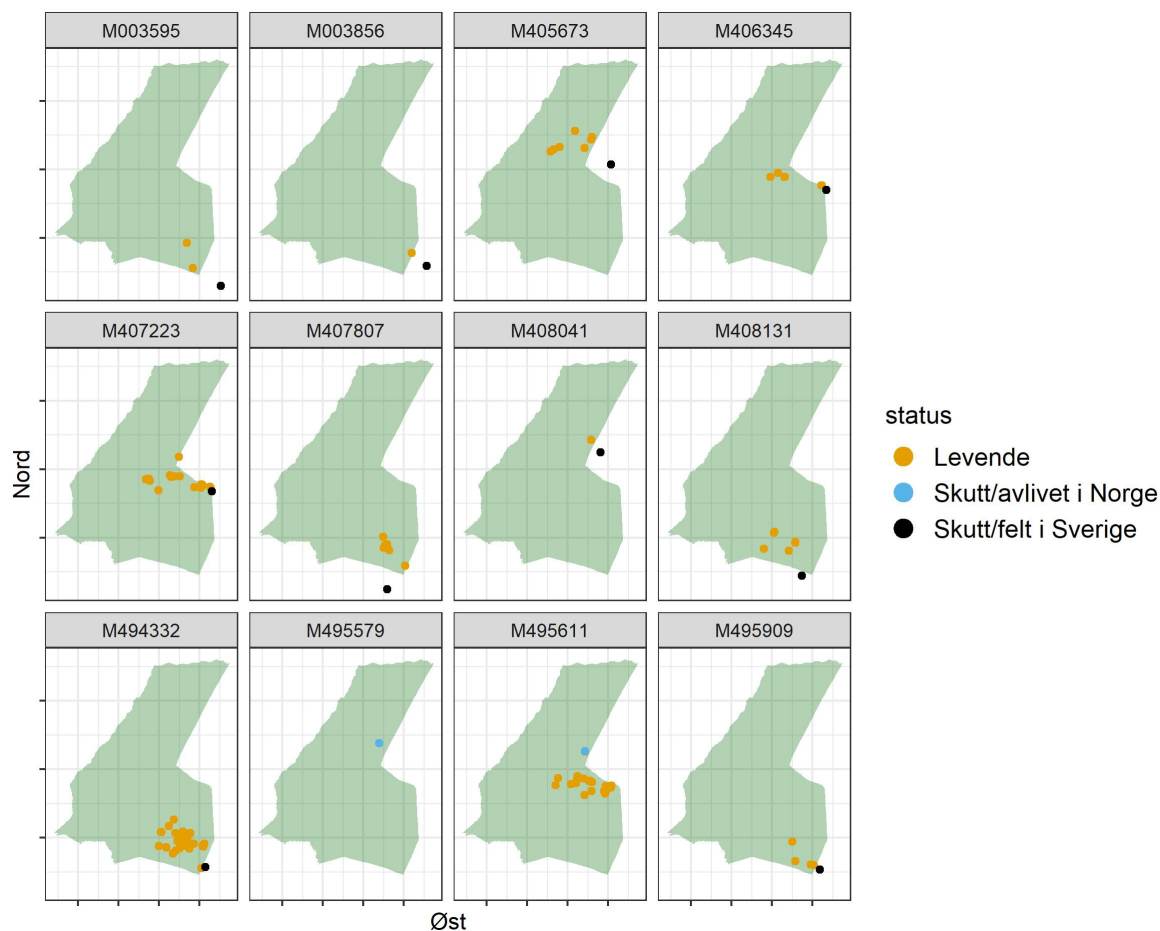 M003595
M003856
M405673
M406345
M407223
M407807
M408041
M408131
M494332
M495579
M495611
M495909
Nord
Øst
status
Levende
Skutt/avlivet i Norge
Skutt/felt i Sverige